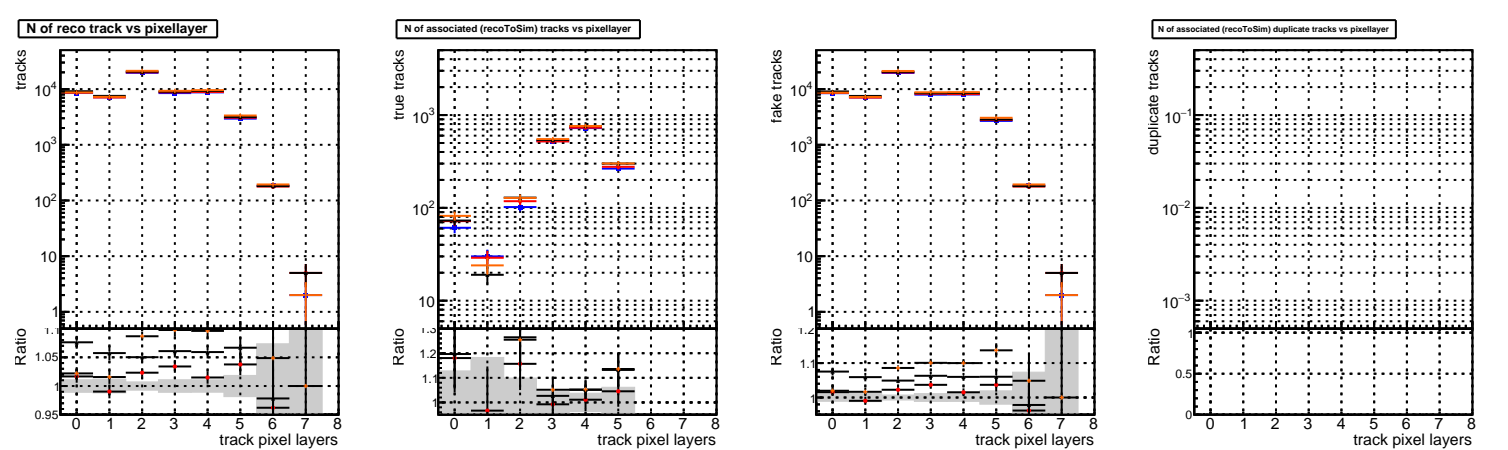 N of reco track vs pixellayer
tracks
10⁴
10³
10²
10
1
Ratio
1.1
1.05
1
0.95
0 1 2 3 4 5 6 7 8
track pixel layers
N of associated (recoToSim) tracks vs pixellayer
true tracks
10³
10²
10
Ratio
1.3
1.2
1.1
1
0 1 2 3 4 5 6 7 8
track pixel layers
fake tracks
10⁴
10³
10²
10
1
Ratio
1.2
1.1
1
0 1 2 3 4 5 6 7 8
track pixel layers
N of associated (recoToSim) duplicate tracks vs pixellayer
duplicate tracks
10⁻¹
10⁻²
10⁻³
Ratio
1
0.5
0
0 1 2 3 4 5 6 7 8
track pixel layers